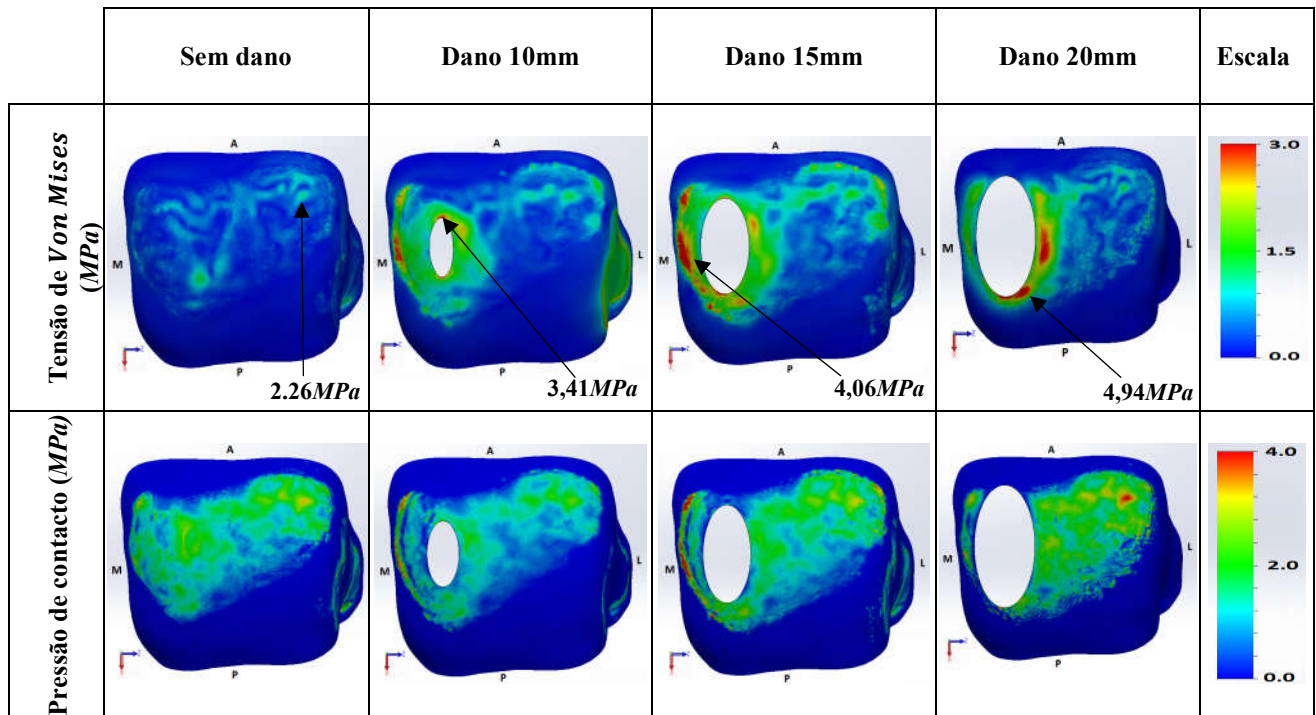 Sem dano
Dano 10mm
Dano 15mm
Dano 20mm
Escala
Tensão de Von Mises
(MPa)
A
M
P
2.26MPa
A
L
M
P
3,41MPa
A
M
P
4,06MPa
A
L
M
P
4,94MPa
3.0
1.5
0.0
Pressão de contacto (MPa)
A
M
P
A
L
M
P
A
M
P
A
L
M
P
4.0
2.0
0.0